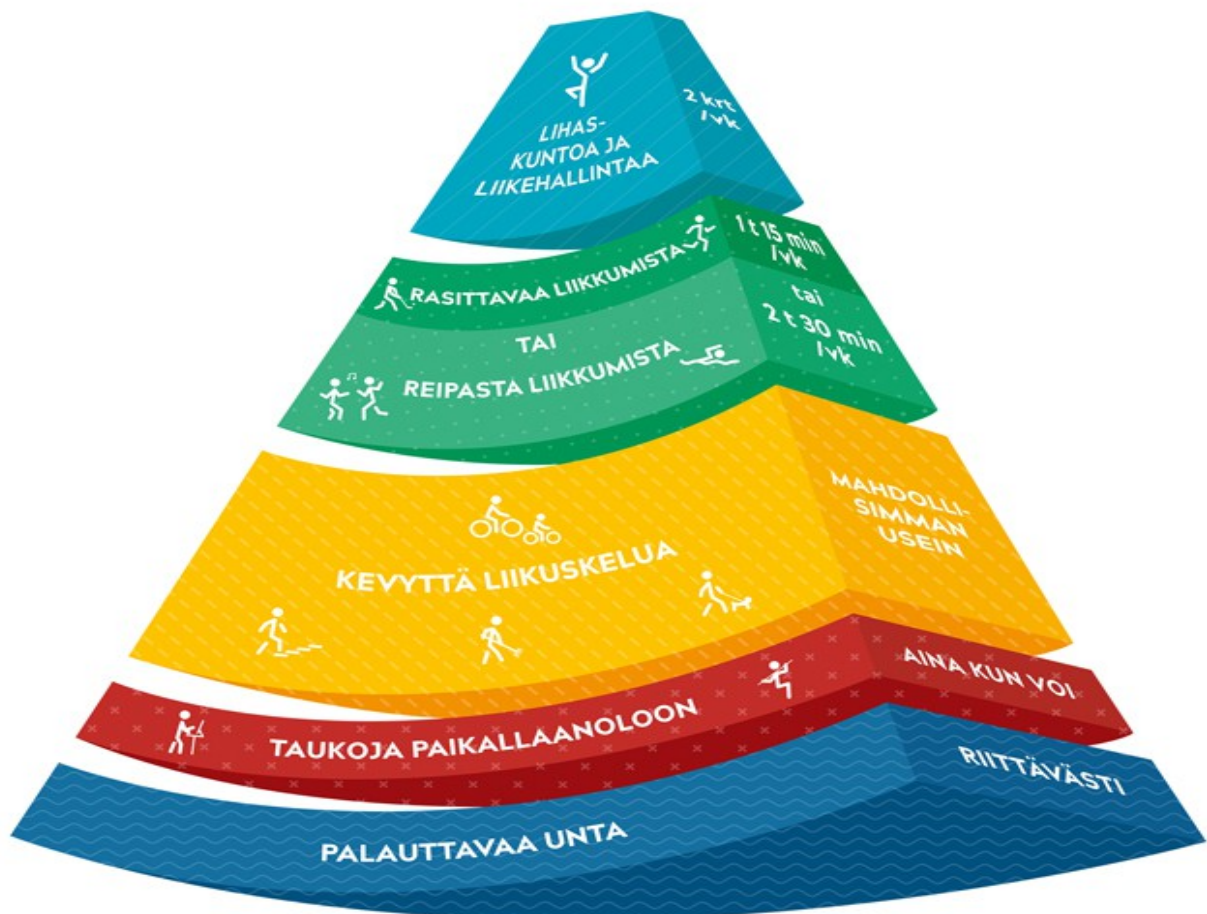 LIHAS-
KUNTOA JA
LIIKEHALLINTAA
2 krt
/vk
RASITTAVAA LIIKKUMISTA
1 t 15 min
/vk
TAI
tai
REIPASTA LIIKKUMISTA
2 t 30 min
/vk
KEVYTTÄ LIIKUSKELUA
MAHDOLLI-
SIMMAN
USEIN
TAUKOJA PAIKALLAANOLOON
AINA KUN VOI
PALAUTTAVAA UNTA
RIITTÄVÄSTI